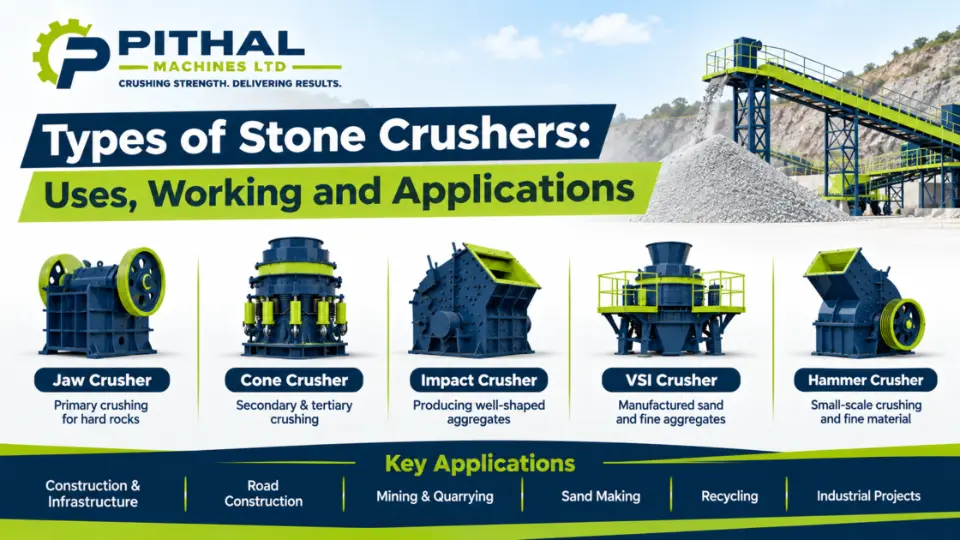 PITHAL
MACHINES LTD
CRUSHING STRENGTH. DELIVERING RESULTS.
Types of Stone Crushers:
Uses, Working and Applications
Jaw Crusher
Primary crushing
for hard rocks
Cone Crusher
Secondary & tertiary
crushing
Impact Crusher
Producing well-shaped
aggregates
VSI Crusher
Manufactured sand
and fine aggregates
Hammer Crusher
Small-scale crushing
and fine material
Key Applications
Construction &
Infrastructure
Road
Construction
Mining & Quarrying
Sand Making
Recycling
Industrial Projects